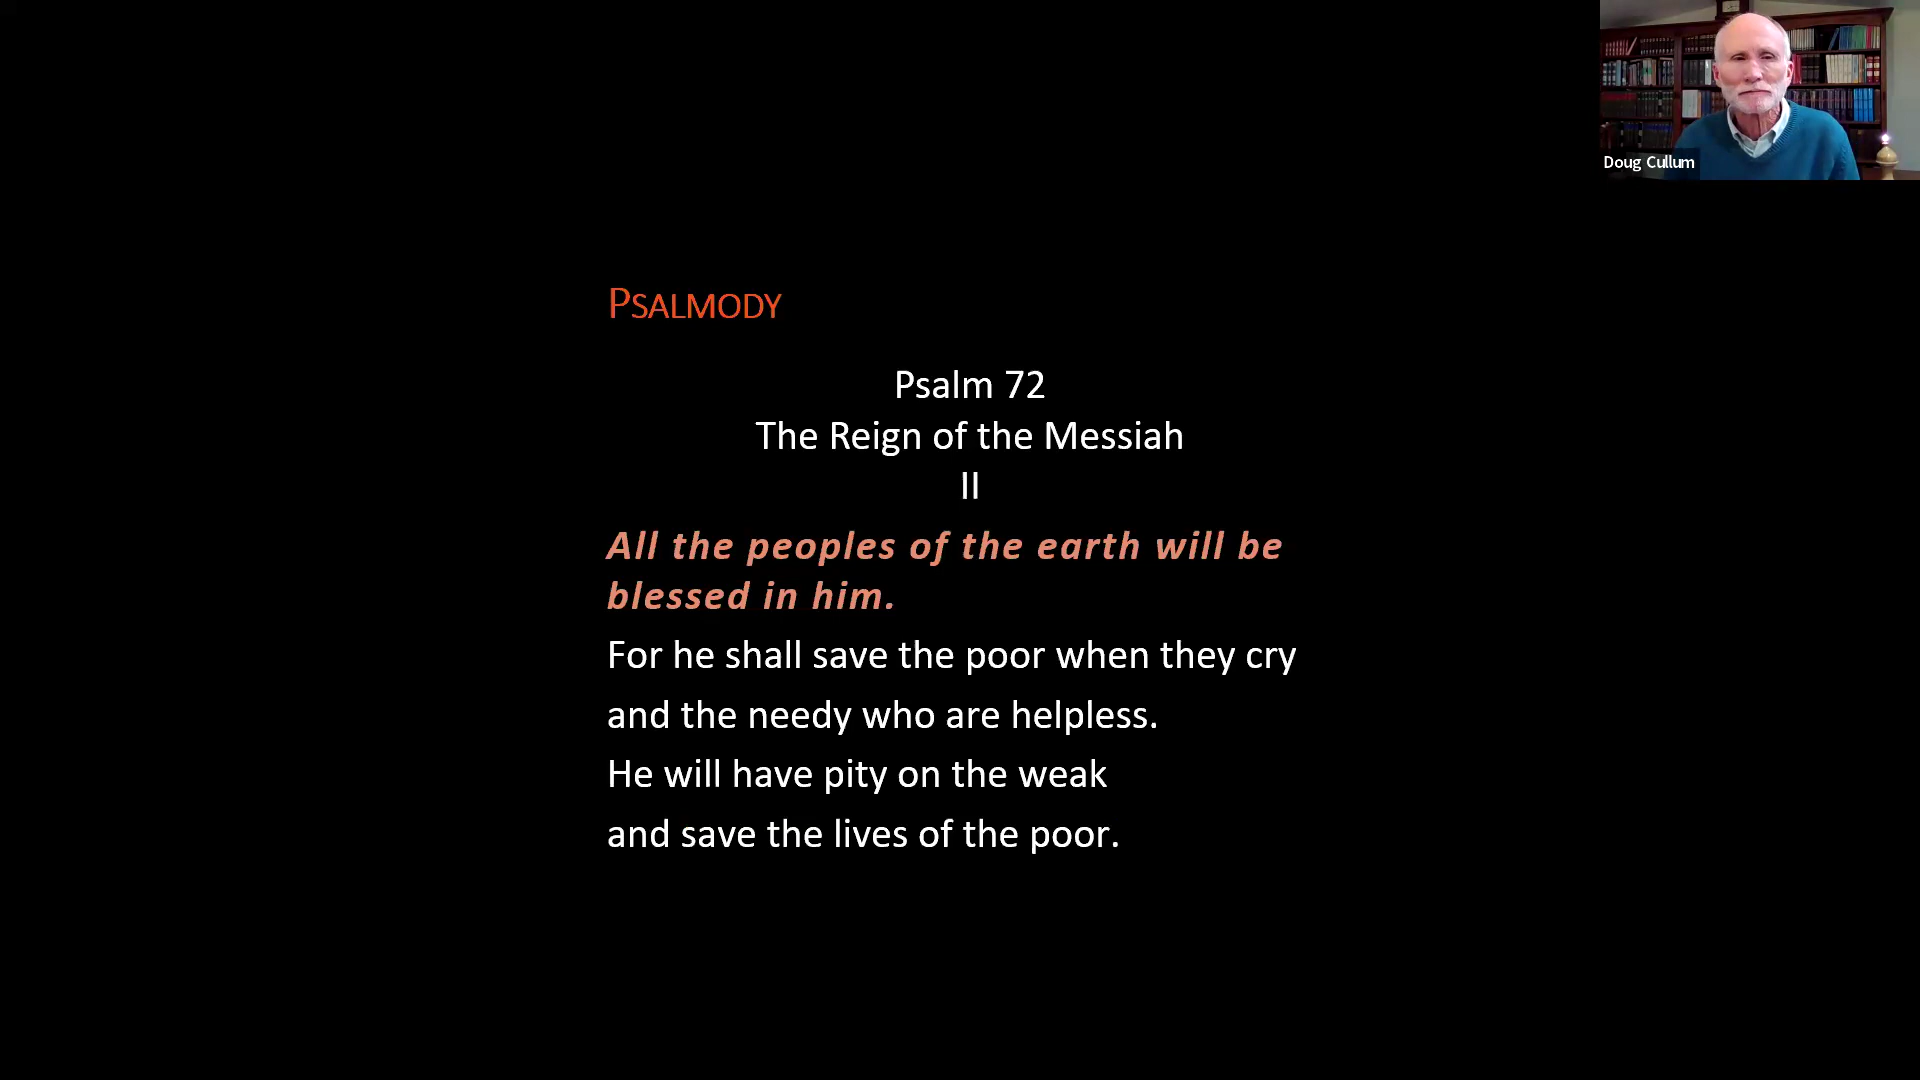 Doug Cullum
PSALMODY
Psalm 72
The Reign of the Messiah
II
All the peoples of the earth will be
blessed in him.
For he shall save the poor when they cry
and the needy who are helpless.
He will have pity on the weak
and save the lives of the poor.